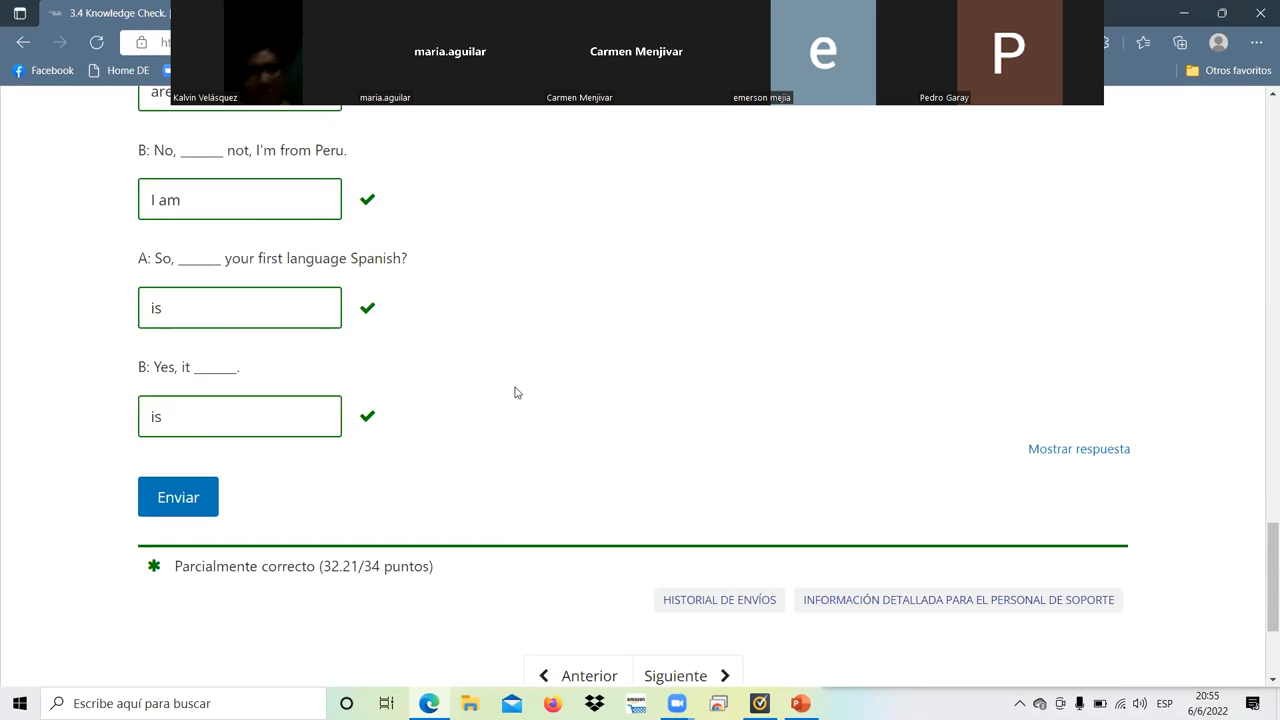 3.4 Knowledge
maria.aguilar
Carmen Menjivar
e
P
Kalvin Velásquez
maria.aguilar
Carmen Menjivar
emerson mejia
Pedro Garay
Facebook
Home DE
Otros favoritos
are
B: No, ______ not, I'm from Peru.
I am
A: So, ______ your first language Spanish?
is
B: Yes, it ______.
is
Mostrar respuesta
Enviar
Parcialmente correcto (32.21/34 puntos)
HISTORIAL DE ENVÍOS
INFORMACIÓN DETALLADA PARA EL PERSONAL DE SOPORTE
Anterior
Siguiente
Escribe aquí para buscar
amazon
ESP
20:55
6/6/2022